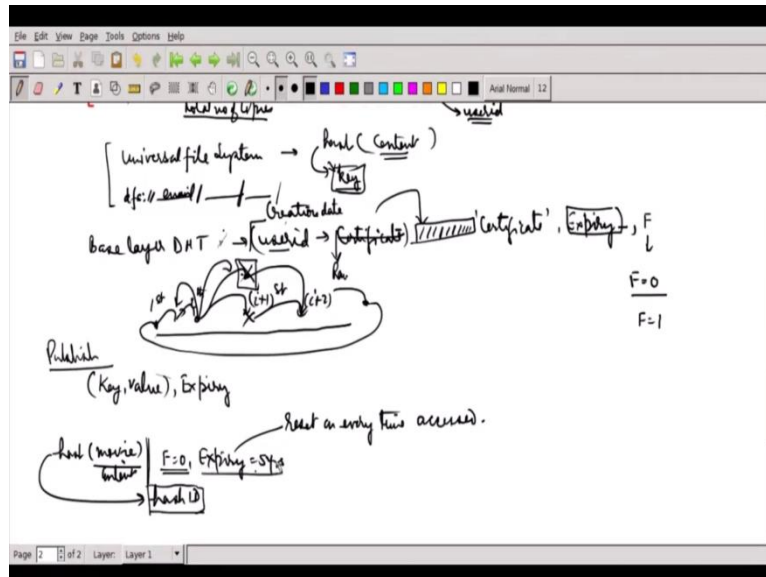 File Edit View Page Tools Options Help
T
Arial Normal 12
total no of copies
userid
Universal file System → hash (Content)
key
dfs:// email/
Creation date
Base layer DHT → (userid → Certificate) 'Certificate', Expiry, F
F=0
F=1
1st (i+1)st (i+2)
Publish
(Key, Value), Expiry
Reset on every time accessed.
hash (movie) F=0, Expiry = 5yrs
Content
hash ID
Page 2 of 2 Layer: Layer 1